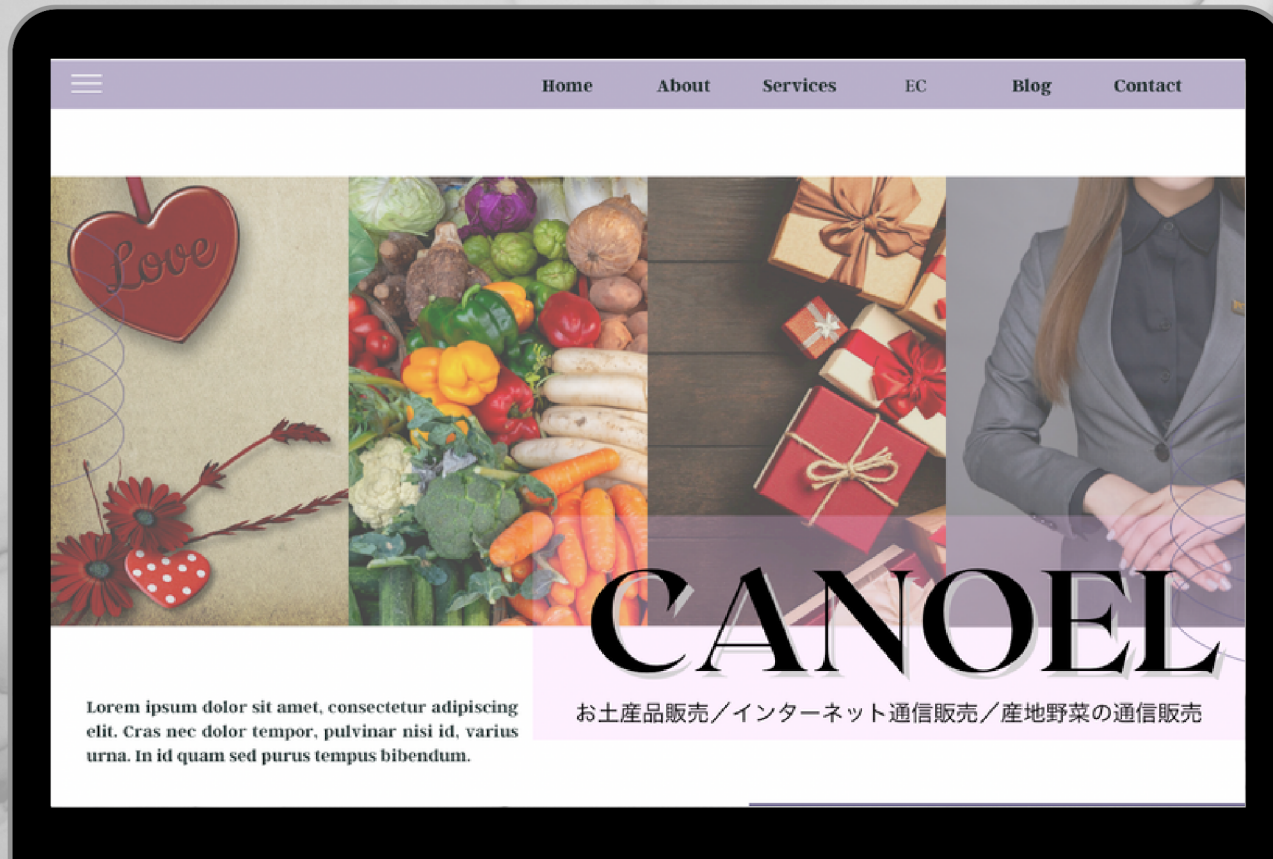 Home About Services EC Blog Contact
Love
CANOEL
お土産品販売／インターネット通信販売／産地野菜の通信販売
Lorem ipsum dolor sit amet, consectetur adipiscing
elit. Cras nec dolor tempor, pulvinar nisi id, varius
urna. In id quam sed purus tempus bibendum.